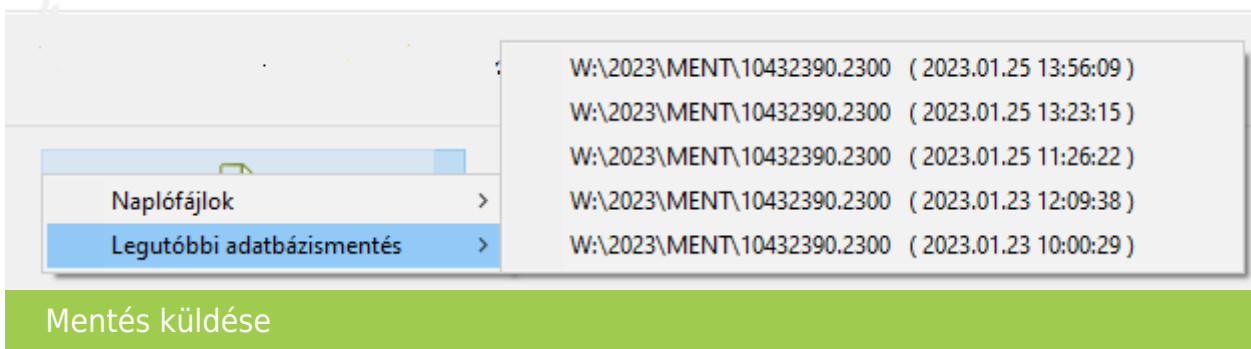 W:\2023\MENT\10432390.2300 ( 2023.01.25 13:56:09 )
W:\2023\MENT\10432390.2300 ( 2023.01.25 13:23:15 )
W:\2023\MENT\10432390.2300 ( 2023.01.25 11:26:22 )
W:\2023\MENT\10432390.2300 ( 2023.01.23 12:09:38 )
W:\2023\MENT\10432390.2300 ( 2023.01.23 10:00:29 )
Naplófájlok
Legutóbbi adatbázismentés
Mentés küldése